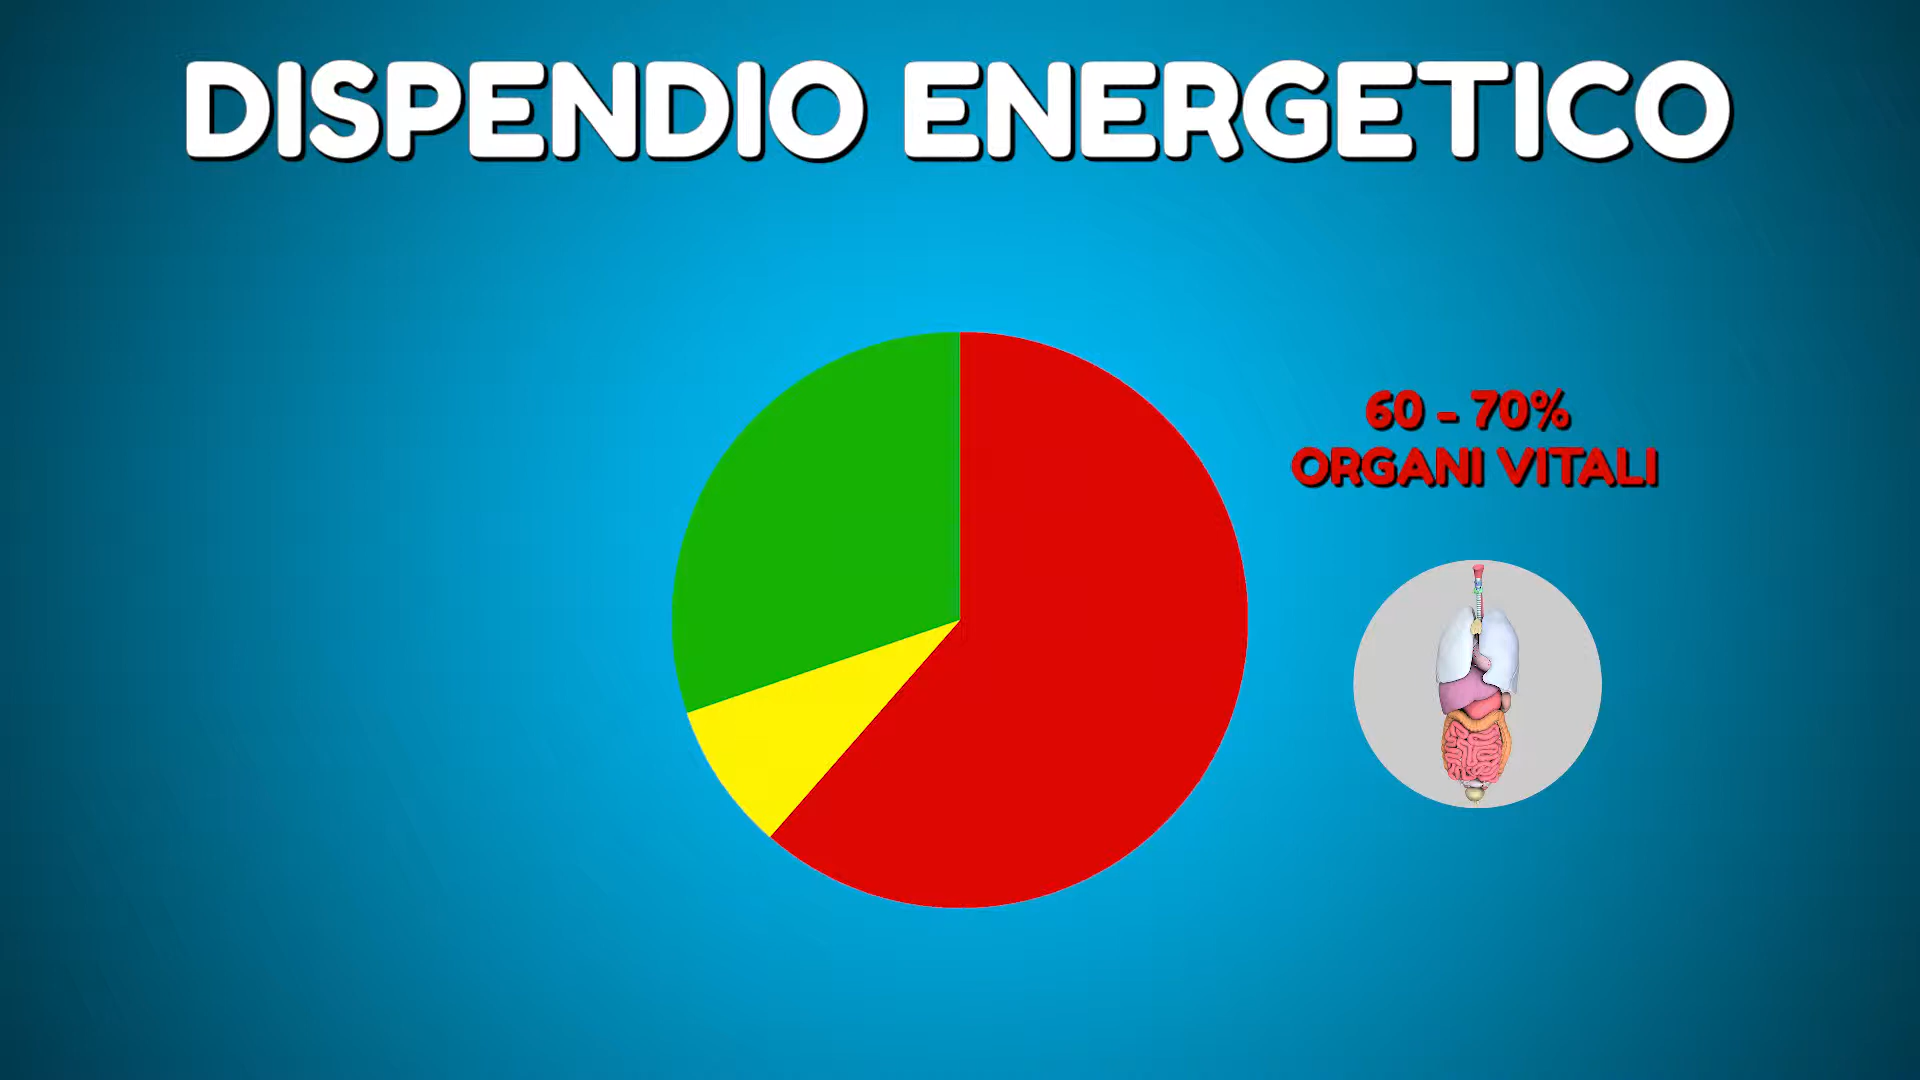 DISPENDIO ENERGETICO
60 - 70%
ORGANI VITALI